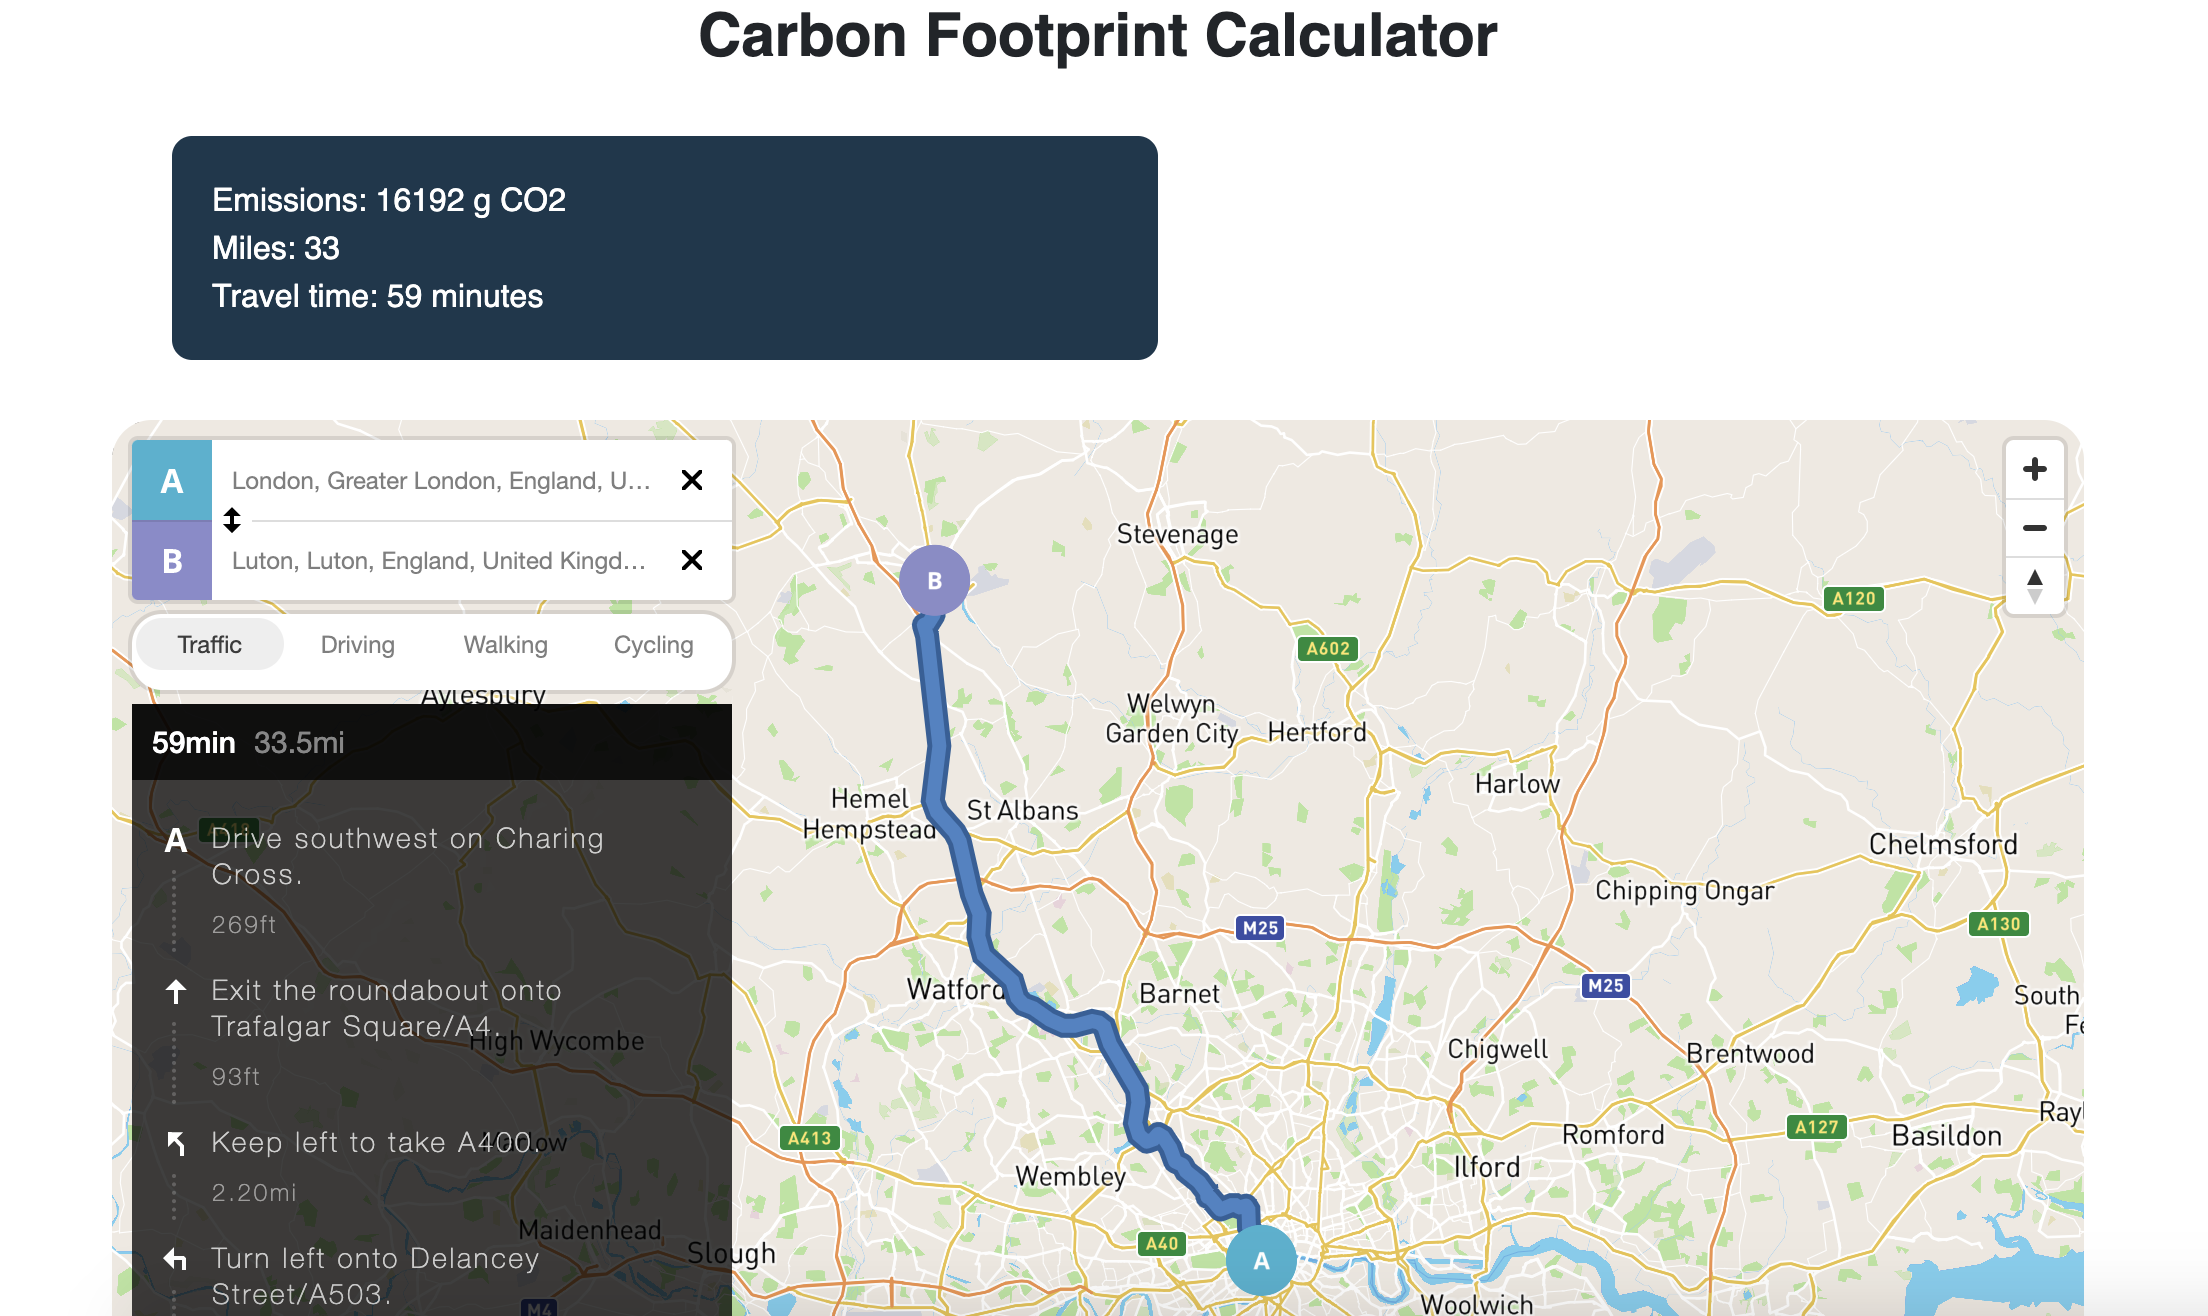 Carbon Footprint Calculator
Emissions: 16192 g CO2
Miles: 33
Travel time: 59 minutes
A
London, Greater London, England, U...
B
Luton, Luton, England, United Kingd...
Traffic
Driving
Walking
Cycling
Aylesbury
59min 33.5mi
A Drive southwest on Charing
Cross.
269ft
Exit the roundabout onto
Trafalgar Square/A4.
93ft
Keep left to take A400.
2.20mi
Turn left onto Delancey
Street/A503.
High Wycombe
Maidenhead
Slough
M4
B
Stevenage
A120
A602
Welwyn
Garden City
Hertford
Harlow
Hemel
Hempstead
St Albans
Chelmsford
Chipping Ongar
M25
A130
M25
Watford
Barnet
South
Chigwell
Brentwood
A413
Romford
A127
Basildon
Wembley
Ilford
A40
A
Woolwich